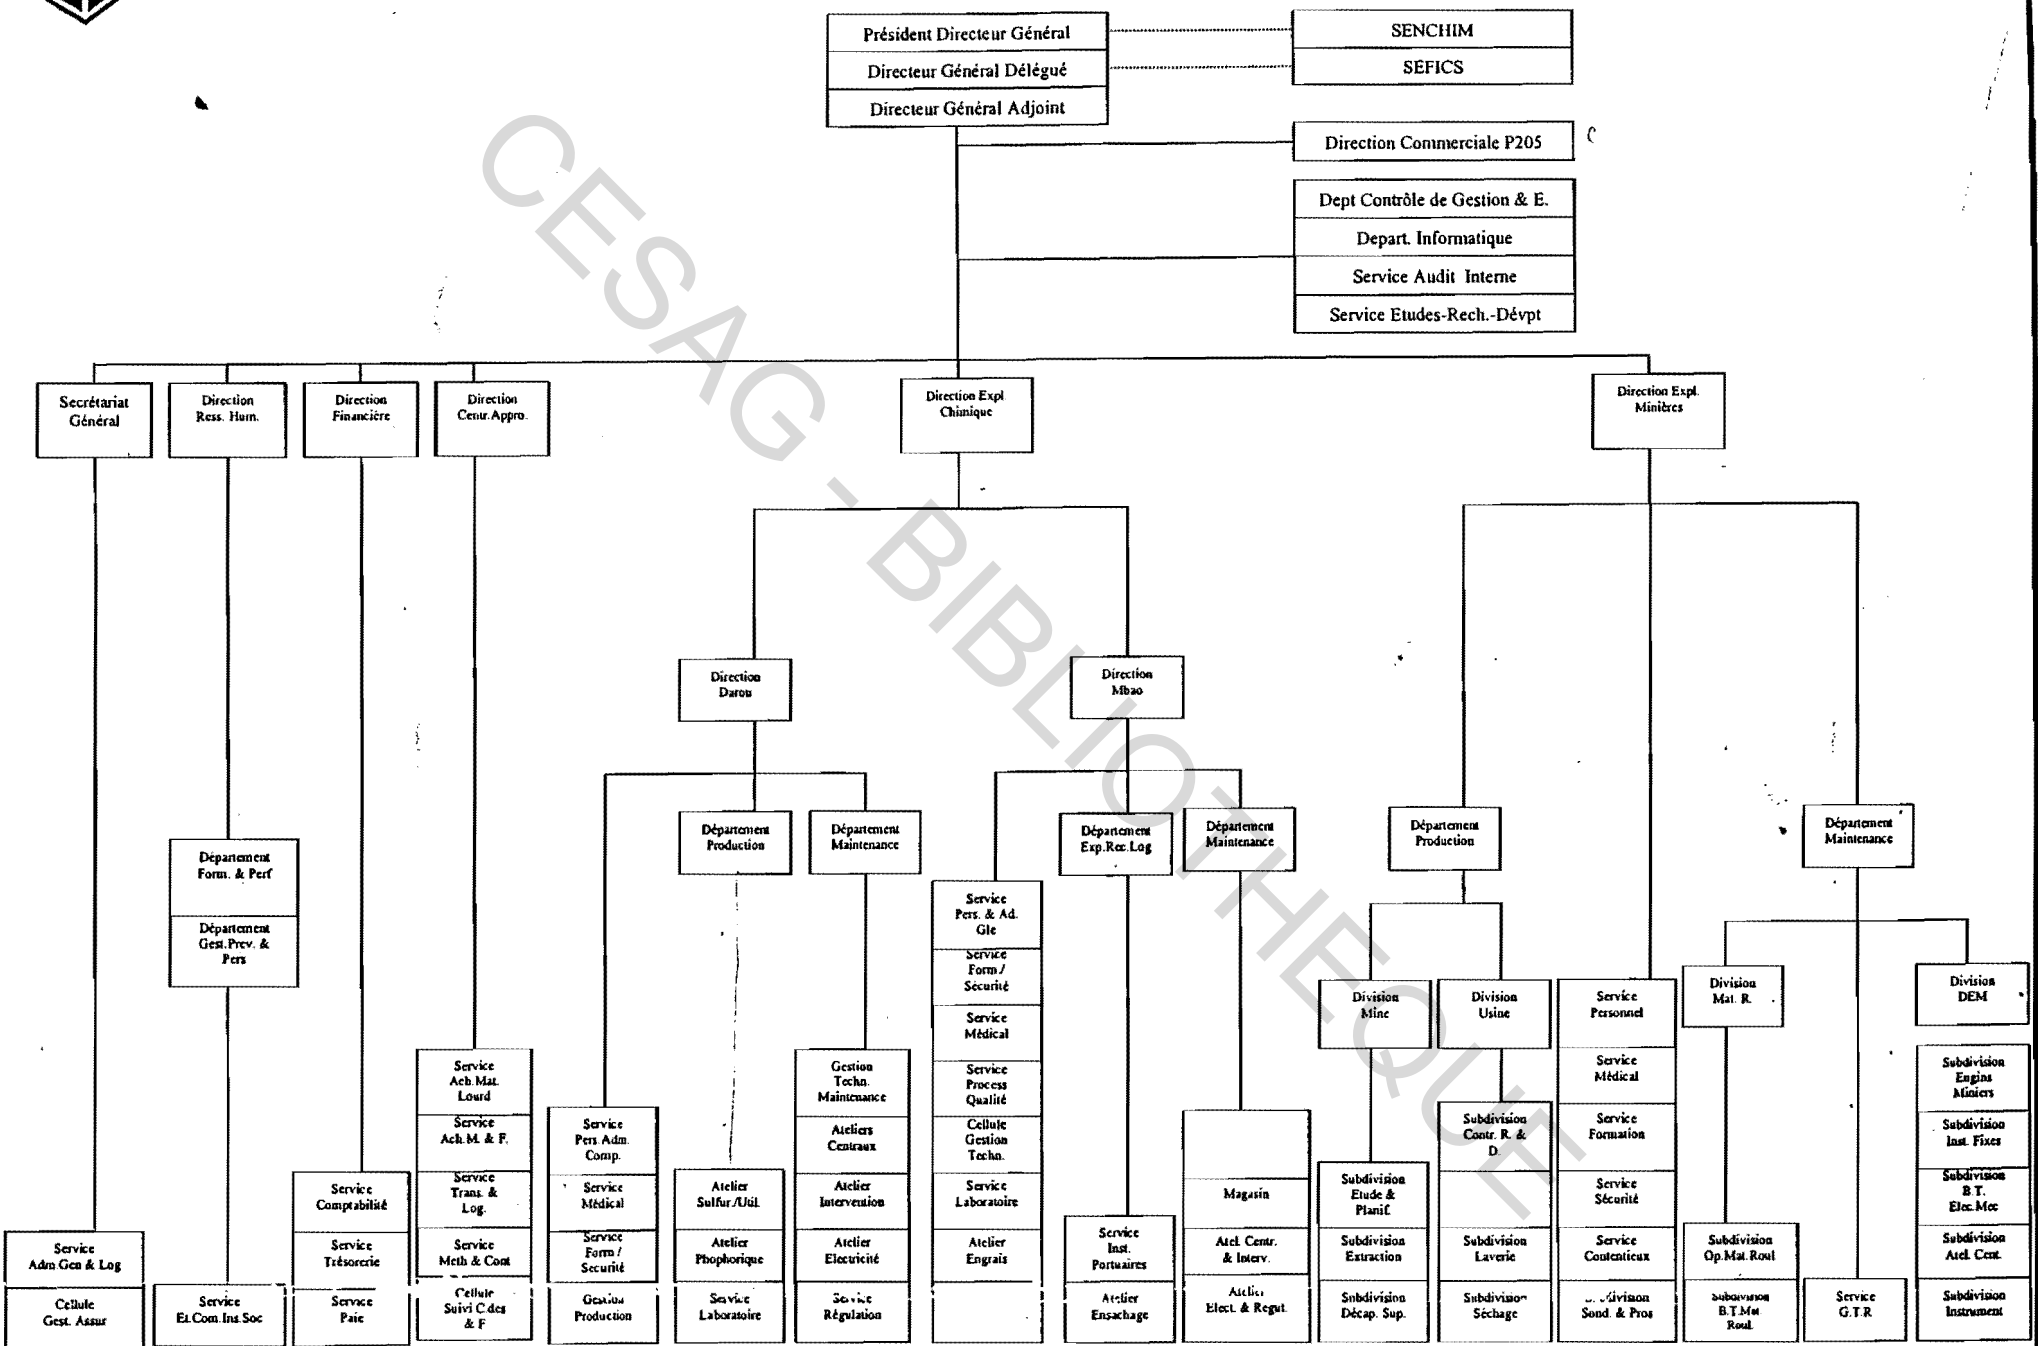 Président Directeur Général
Directeur Général Délégué
Directeur Général Adjoint
SENCHIM
SEFICS
Direction Commerciale P205
Dept Contrôle de Gestion & E.
Depart. Informatique
Service Audit Interne
Service Etudes-Rech.-Dévpt
Secrétariat
Général
Direction
Ress. Hum.
Direction
Financière
Direction
Centr.Appro.
Direction Expl
Chimique
Direction Expl.
Minières
Direction
Darou
Direction
Mbao
Département
Form. & Perf
Département
Gest.Prev. &
Pers
Département
Production
Département
Maintenance
Département
Exp.Rec.Log
Département
Maintenance
Département
Production
Département
Maintenance
Division
Mine
Division
Usine
Division
Mat. R.
Division
DEM
Service
Adm.Gen & Log
Cellule
Gest. Assur
Service
Et.Com.Ins.Soc
Service
Comptabilité
Service
Trésorerie
Service
Paie
Service
Ach.Mat.
Lourd
Service
Ach.M. & F.
Service
Trans. &
Log.
Service
Meth & Cont
Cellule
Suivi C.des
& F
Service
Pers.Adm.
Comp.
Service
Médical
Service
Form /
Securité
Gestion
Production
Atelier
Sulfur./Util.
Atelier
Phophorique
Service
Laboratoire
Gestion
Techn.
Maintenance
Ateliers
Centraux
Atelier
Intervention
Atelier
Electricité
Service
Régulation
Service
Pers. & Ad.
Gle
Service
Form /
Sécurité
Service
Médical
Service
Process
Qualité
Cellule
Gestion
Techn.
Service
Laboratoire
Atelier
Engrais
Service
Inst.
Portuaires
Atelier
Ensachage
Magasin
Atel. Centr.
& Interv.
Atelier
Elect. & Regut.
Subdivision
Etude &
Planif.
Subdivision
Extraction
Subdivision
Décap. Sup.
Subdivision
Contr. R. &
D.
Subdivision
Laverie
Subdivision
Séchage
Service
Personnel
Service
Médical
Service
Formation
Service
Sécurité
Service
Contentieux
Sond. & Pros
Subdivision
Op.Mat.Roul
Subdivision
B.T.Mat.
Roul.
Service
G.T.R
Subdivision
Engins
Miniers
Subdivision
Inst. Fixes
Subdivision
B.T.
Elec.Mec
Subdivision
Atel. Cent.
Subdivision
Instrument
CESAG - BIBLIOTHEQUE